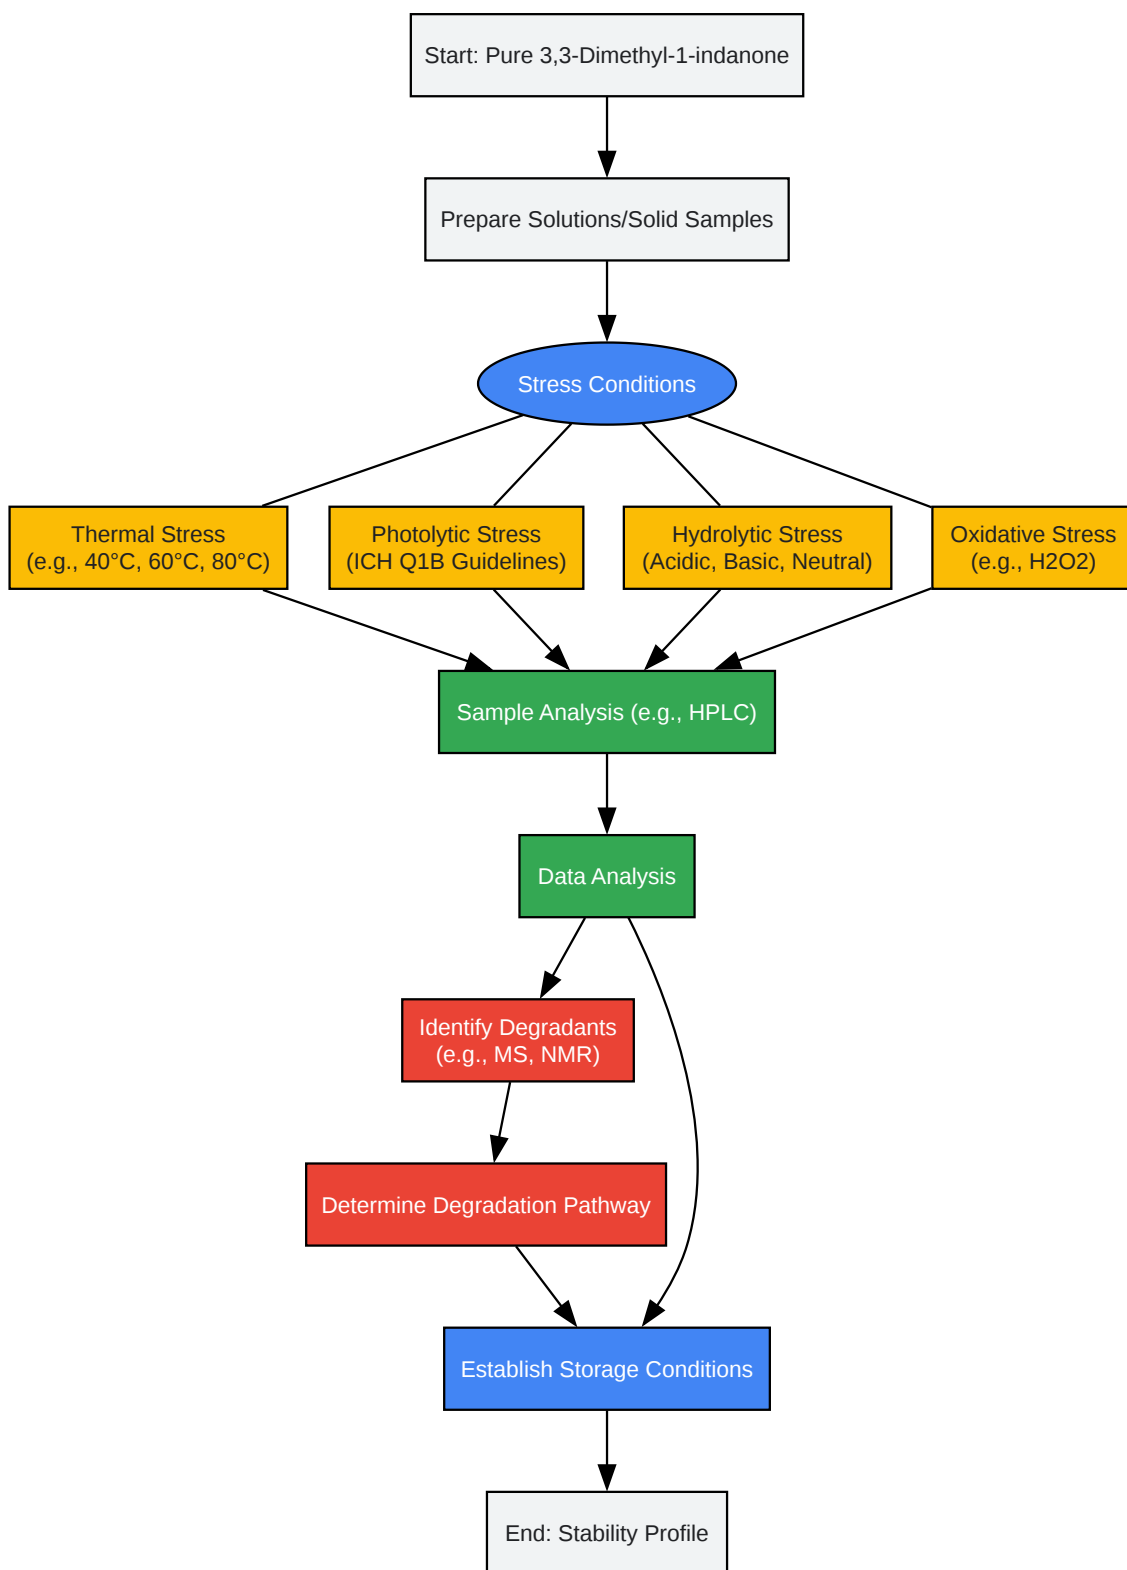 Start: Pure 3,3-Dimethyl-1-indanone
Prepare Solutions/Solid Samples
Stress Conditions
Thermal Stress
(e.g., 40°C, 60°C, 80°C)
Photolytic Stress
(ICH Q1B Guidelines)
Hydrolytic Stress
(Acidic, Basic, Neutral)
Oxidative Stress
(e.g., H2O2)
Sample Analysis (e.g., HPLC)
Data Analysis
Identify Degradants
(e.g., MS, NMR)
Determine Degradation Pathway
Establish Storage Conditions
End: Stability Profile